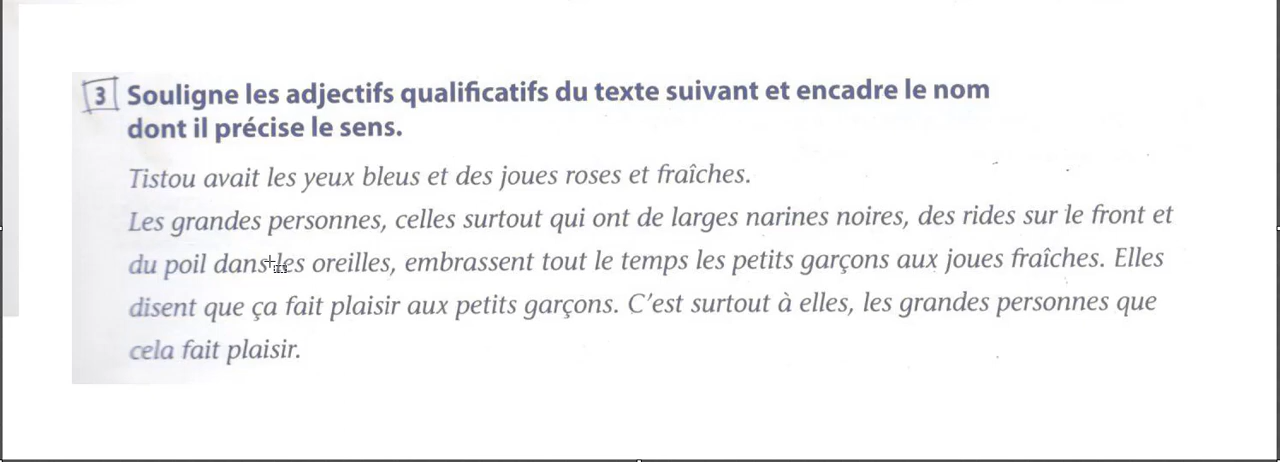 3 Souligne les adjectifs qualificatifs du texte suivant et encadre le nom
dont il précise le sens.
Tistou avait les yeux bleus et des joues roses et fraîches.
Les grandes personnes, celles surtout qui ont de larges narines noires, des rides sur le front et
du poil dans les oreilles, embrassent tout le temps les petits garçons aux joues fraîches. Elles
disent que ça fait plaisir aux petits garçons. C'est surtout à elles, les grandes personnes que
cela fait plaisir.